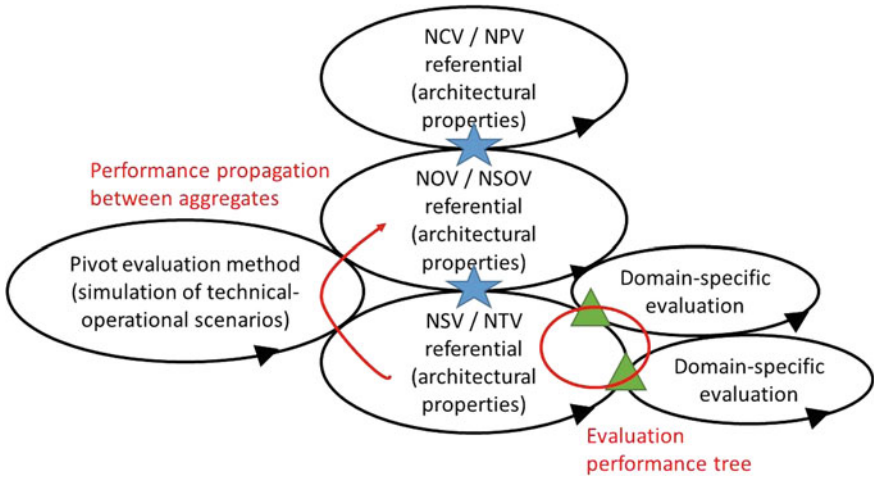 NCV / NPV
referential
(architectural
properties)
Performance propagation
between aggregates
NOV / NSOV
referential
(architectural
properties)
Pivot evaluation method
(simulation of technical-
operational scenarios)
Domain-specific
evaluation
NSV / NTV
referential
(architectural
properties)
Domain-specific
evaluation
Evaluation
performance tree